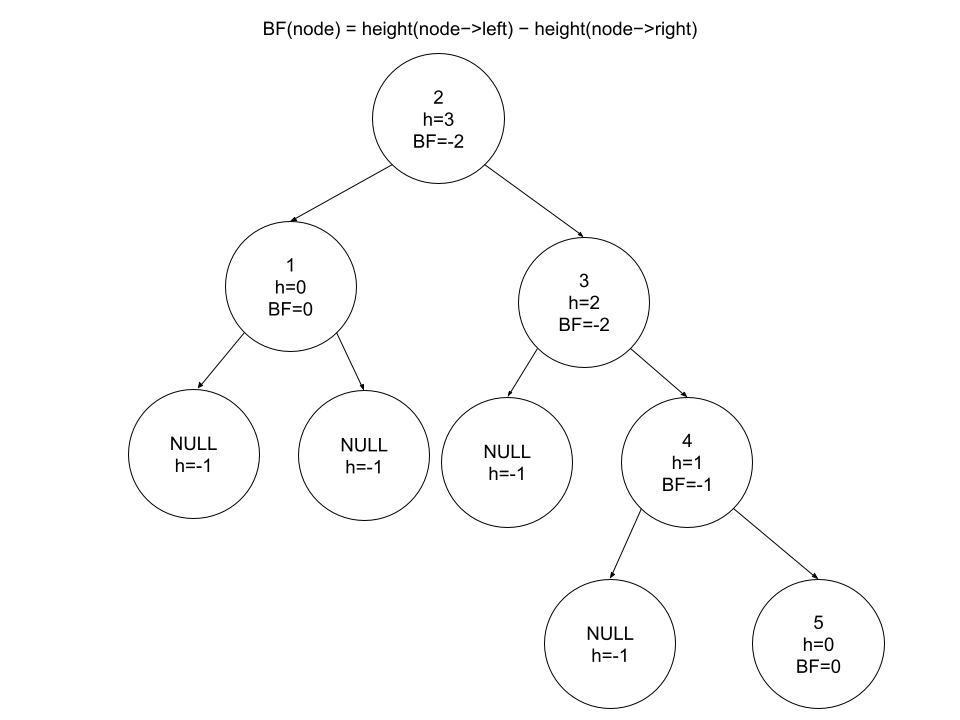 BF(node) = height(node−>left) − height(node−>right)
2
h=3
BF=-2
1
h=0
BF=0
3
h=2
BF=-2
NULL
h=-1
NULL
h=-1
NULL
h=-1
4
h=1
BF=-1
NULL
h=-1
5
h=0
BF=0